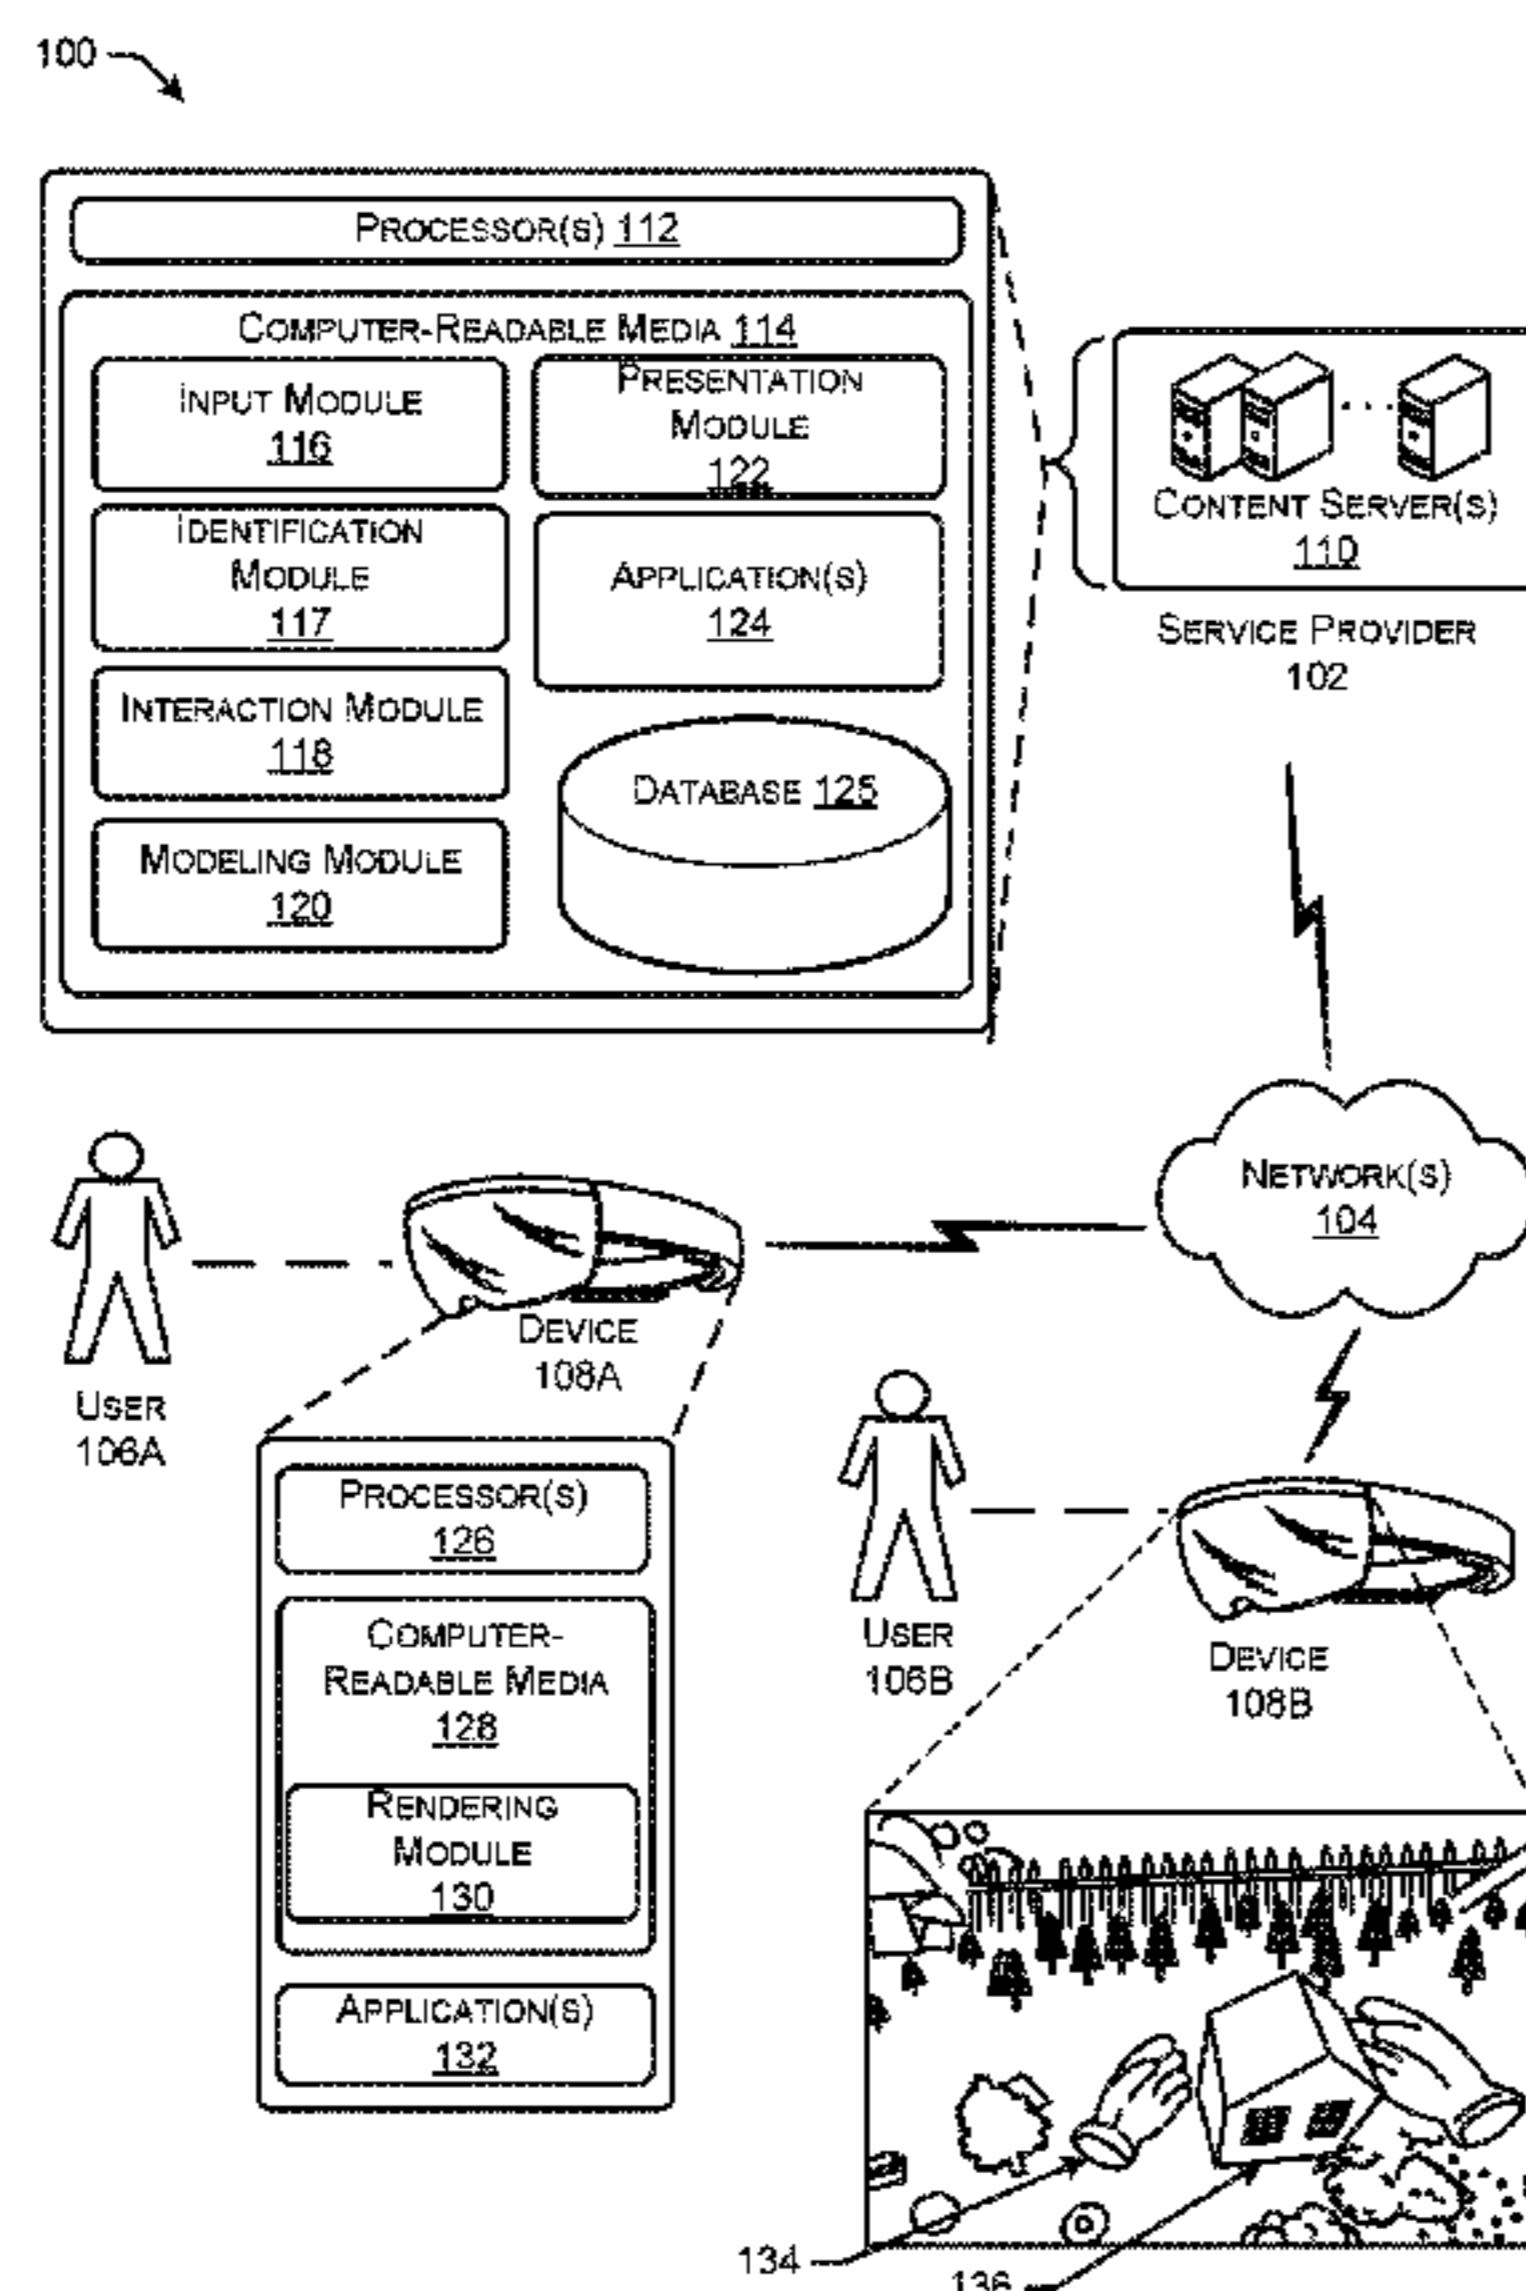 100
PROCESSOR(S) 112
COMPUTER-READABLE MEDIA 114
INPUT MODULE
116
IDENTIFICATION
MODULE
117
INTERACTION MODULE
118
MODELING MODULE
120
PRESENTATION
MODULE
122
APPLICATION(S)
124
DATABASE 125
CONTENT SERVER(S)
110
SERVICE PROVIDER
102
NETWORK(S)
104
USER
106A
DEVICE
108A
PROCESSOR(S)
126
COMPUTER-
READABLE MEDIA
128
RENDERING
MODULE
130
APPLICATION(S)
132
USER
106B
DEVICE
108B
134
136